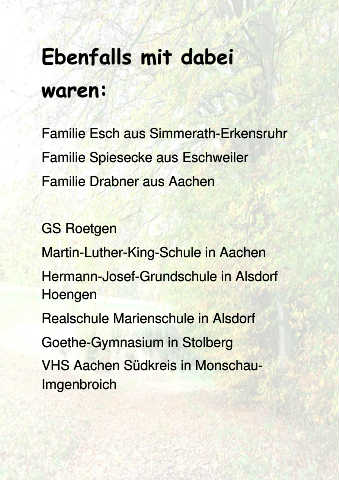 Ebenfalls mit dabei
waren:
Familie Esch aus Simmerath-Erkensruhr
Familie Spiesecke aus Eschweiler
Familie Drabner aus Aachen
GS Roetgen
Martin-Luther-King-Schule in Aachen
Hermann-Josef-Grundschule in Alsdorf
Hoengen
Realschule Marienschule in Alsdorf
Goethe-Gymnasium in Stolberg
VHS Aachen Südkreis in Monschau-
Imgenbroich